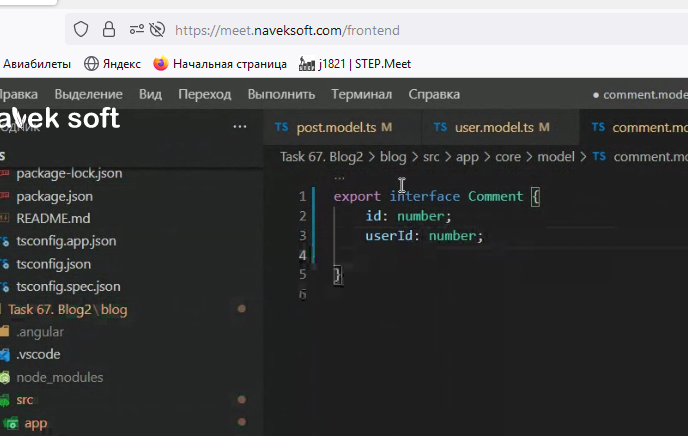 https://meet.naveksoft.com/frontend
Авиабилеты Яндекс Начальная страница j1821 | STEP.Meet
Правка Выделение Вид Переход Выполнить Терминал Справка ● comment.mode
avek soft
···
TS post.model.ts M TS user.model.ts M TS comment.mo
Task 67. Blog2 > blog > src > app > core > model > TS comment.mo
S
package-lock.json
package.json
README.md
tsconfig.app.json
tsconfig.json
tsconfig.spec.json
Task 67. Blog2\blog
.angular
.vscode
node_modules
src
app
...
1 export interface Comment {
2 id: number;
3 userId: number;
4
5 }
6